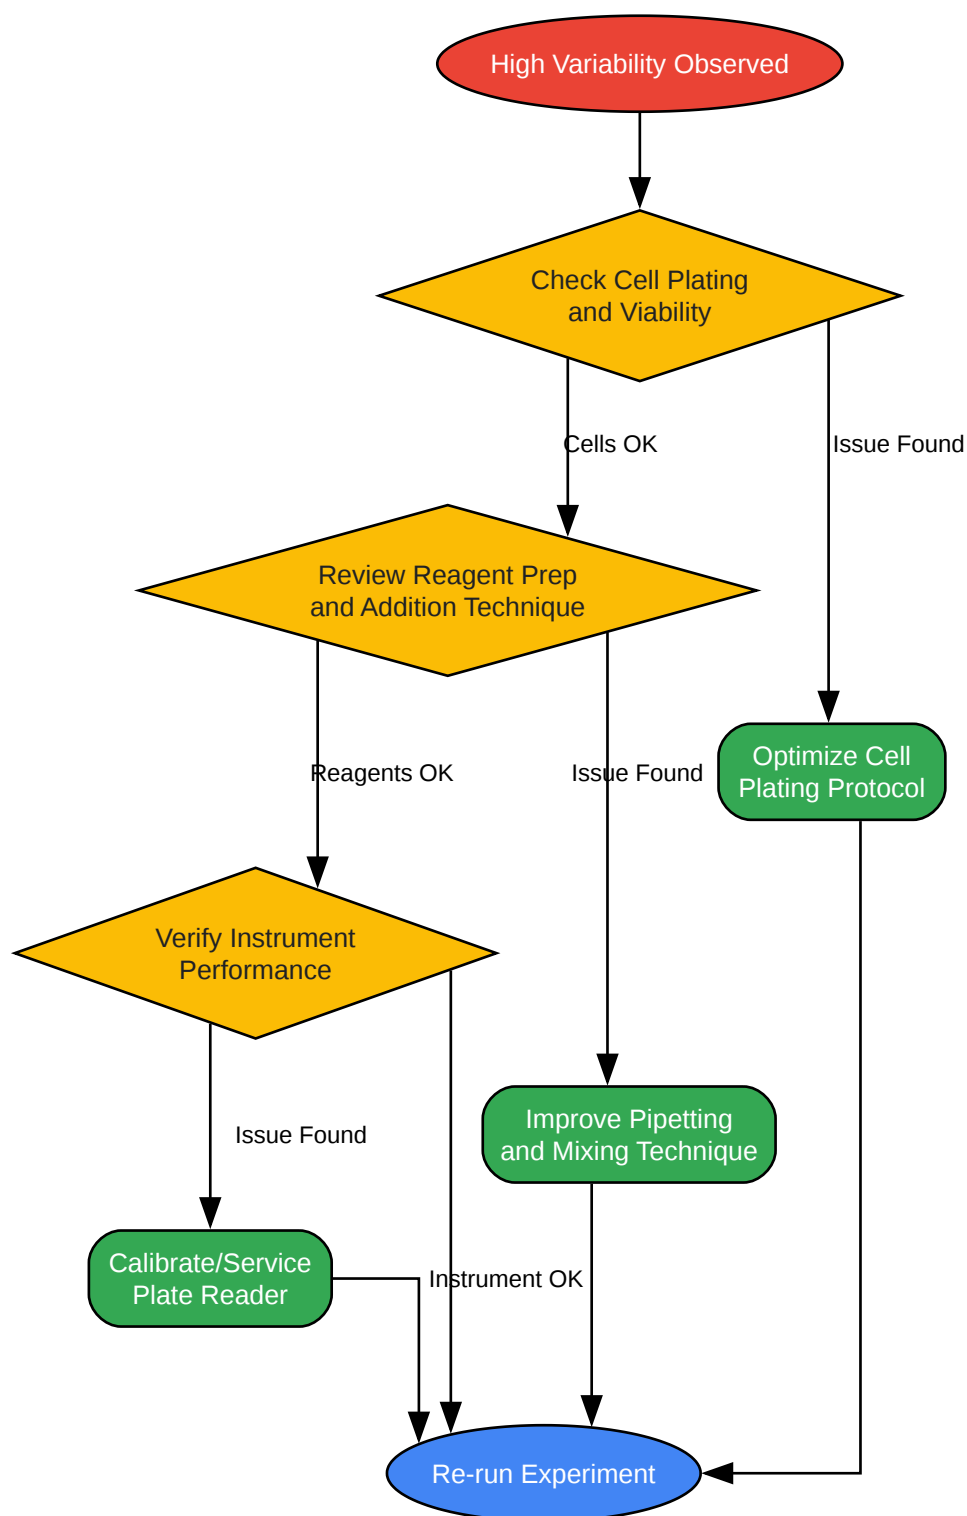 High Variability Observed
Check Cell Plating
and Viability
Cells OK
Issue Found
Review Reagent Prep
and Addition Technique
Reagents OK
Issue Found
Optimize Cell
Plating Protocol
Verify Instrument
Performance
Issue Found
Improve Pipetting
and Mixing Technique
Calibrate/Service
Plate Reader
Instrument OK
Re-run Experiment